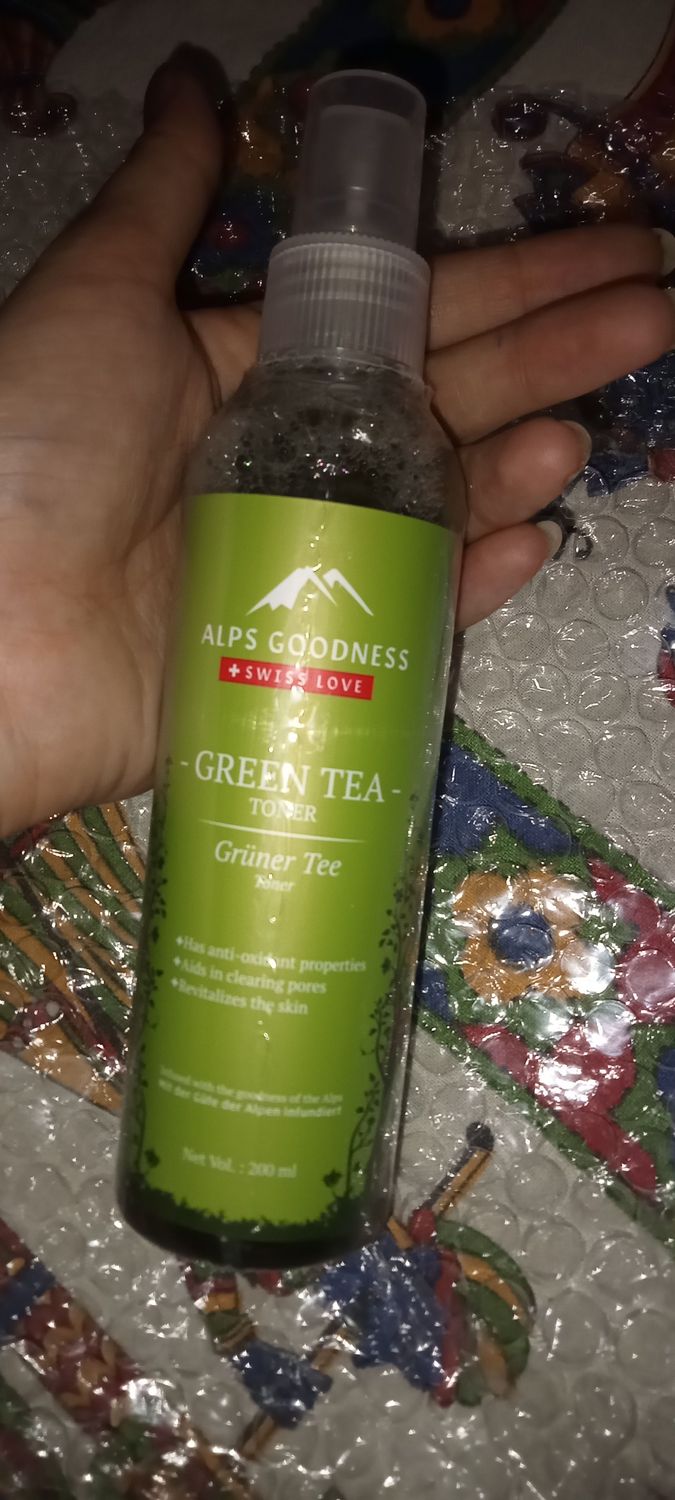 ALPS GOODNESS
+SWISS LOVE
- GREEN TEA -
TONER
Grüner Tee
Toner
Has anti-oxidant properties
Aids in clearing pores
Revitalizes the skin
Infused with the goodness of the Alps
Mit der Güte der Alpen infundiert
Net Vol. : 200 ml